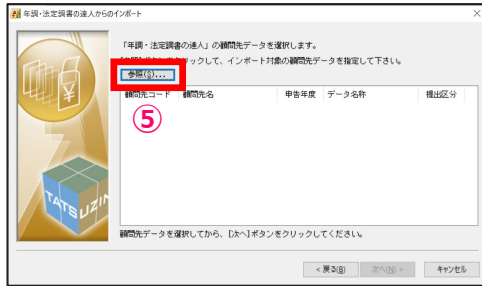 年調・法定調書の達人からのインポート
「年調・法定調書の達人」の顧問先データを選択します。
クリックして、インポート対象の顧問先データを指定して下さい。
参照(S)...
顧問先コード 顧問先名 申告年度 データ名称 提出区分
⑤
TATSUZIN
顧問先データを選択してから、[次へ]ボタンをクリックしてください。
< 戻る(B) 次へ(N) > キャンセル